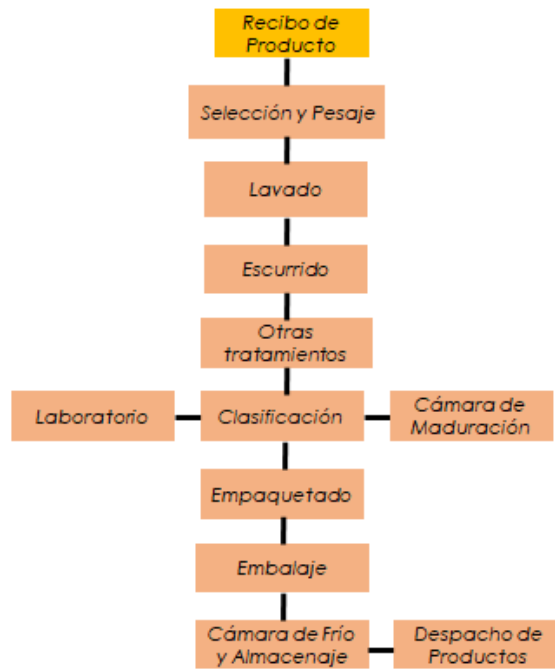 Recibo de
Producto
Selección y Pesaje
Lavado
Escurrido
Otras
tratamientos
Laboratorio
Clasificación
Cámara de
Maduración
Empaquetado
Embalaje
Cámara de Frío
y Almacenaje
Despacho de
Productos